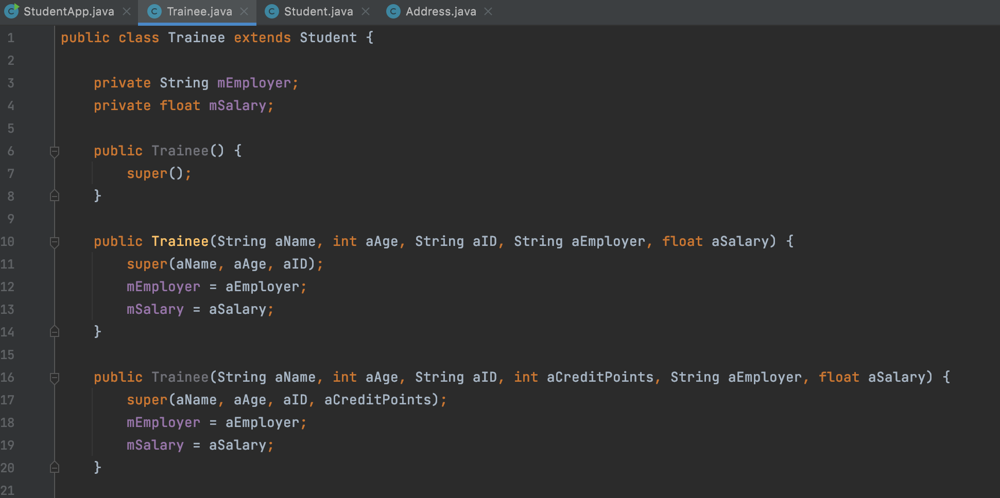 StudentApp.java Trainee.java Student.java Address.java
1 public class Trainee extends Student {
2
3     private String mEmployer;
4     private float mSalary;
5
6     public Trainee() {
7         super();
8     }
9
10     public Trainee(String aName, int aAge, String aID, String aEmployer, float aSalary) {
11         super(aName, aAge, aID);
12         mEmployer = aEmployer;
13         mSalary = aSalary;
14     }
15
16     public Trainee(String aName, int aAge, String aID, int aCreditPoints, String aEmployer, float aSalary) {
17         super(aName, aAge, aID, aCreditPoints);
18         mEmployer = aEmployer;
19         mSalary = aSalary;
20     }
21